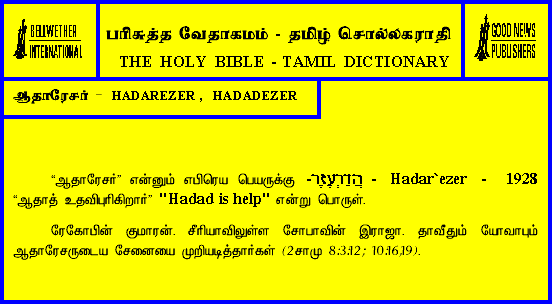 BELLWETHER
INTERNATIONAL
பரிசுத்த வேதாகமம் - தமிழ் சொல்லகராதி
THE HOLY BIBLE - TAMIL DICTIONARY
GOOD NEWS
PUBLISHERS
ஆதாரேசர் - HADAREZER , HADADEZER
“ஆதாரேசர்” என்னும் எபிரெய பெயருக்கு -הֲדַרְעֶזֶר - Hadar`ezer - 1928
“ஆதாத் உதவிபுரிகிறார்” "Hadad is help" என்று பொருள்.
ரேகோபின் குமாரன். சீரியாவிலுள்ள சோபாவின் இராஜா. தாவீதும் யோவாபும்
ஆதாரேசருடைய சேனையை முறியடித்தார்கள் (2சாமு 8:3,12; 10:16,19).